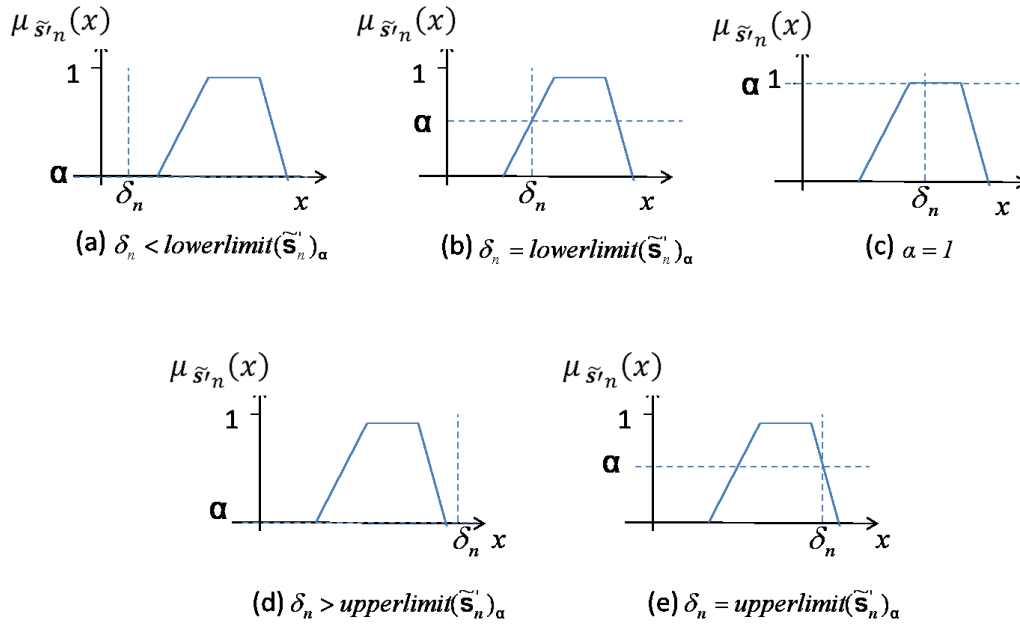 μ s̃′ₙ(x)
1
α
δₙ
x
(a) δₙ < lowerlimit(s̃'ₙ)α
μ s̃′ₙ(x)
1
α
δₙ
x
(b) δₙ = lowerlimit(s̃'ₙ)α
μ s̃′ₙ(x)
α 1
δₙ
x
(c) α = 1
μ s̃′ₙ(x)
1
α
δₙ
x
(d) δₙ > upperlimit(s̃'ₙ)α
μ s̃′ₙ(x)
1
α
δₙ
x
(e) δₙ = upperlimit(s̃'ₙ)α